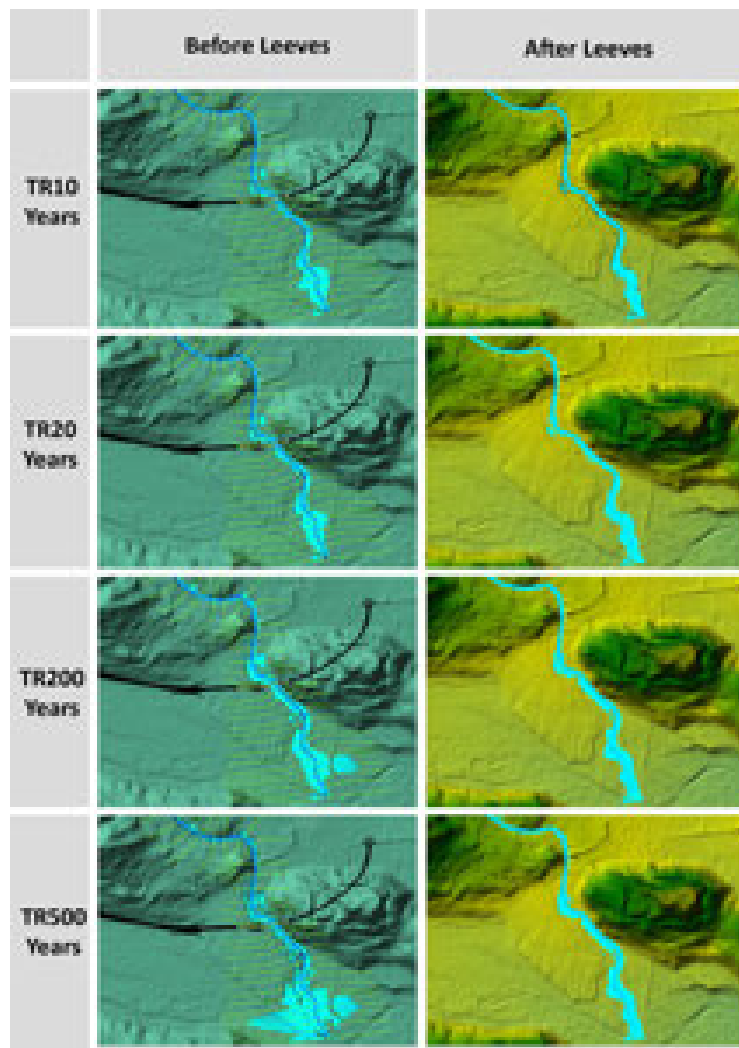 Before Leeves
After Leeves
TR10
Years
TR20
Years
TR200
Years
TR500
Years